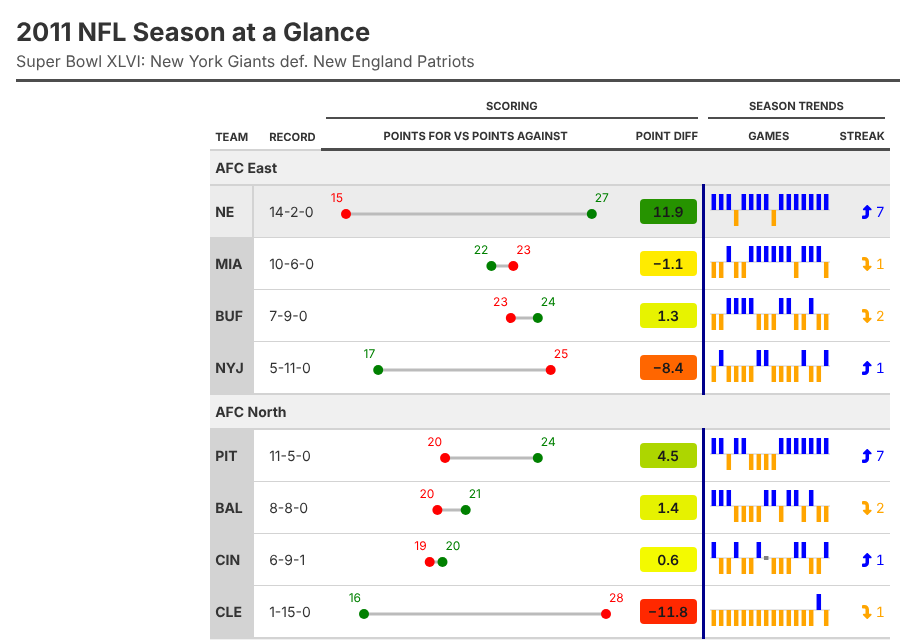 2011 NFL Season at a Glance
Super Bowl XLVI: New York Giants def. New England Patriots
SCORING SEASON TRENDS
TEAM RECORD POINTS FOR VS POINTS AGAINST POINT DIFF GAMES STREAK
AFC East
NE 14-2-0 15 27 11.9 7
MIA 10-6-0 22 23 −1.1 1
BUF 7-9-0 23 24 1.3 2
NYJ 5-11-0 17 25 −8.4 1
AFC North
PIT 11-5-0 20 24 4.5 7
BAL 8-8-0 20 21 1.4 2
CIN 6-9-1 19 20 0.6 1
CLE 1-15-0 16 28 −11.8 1